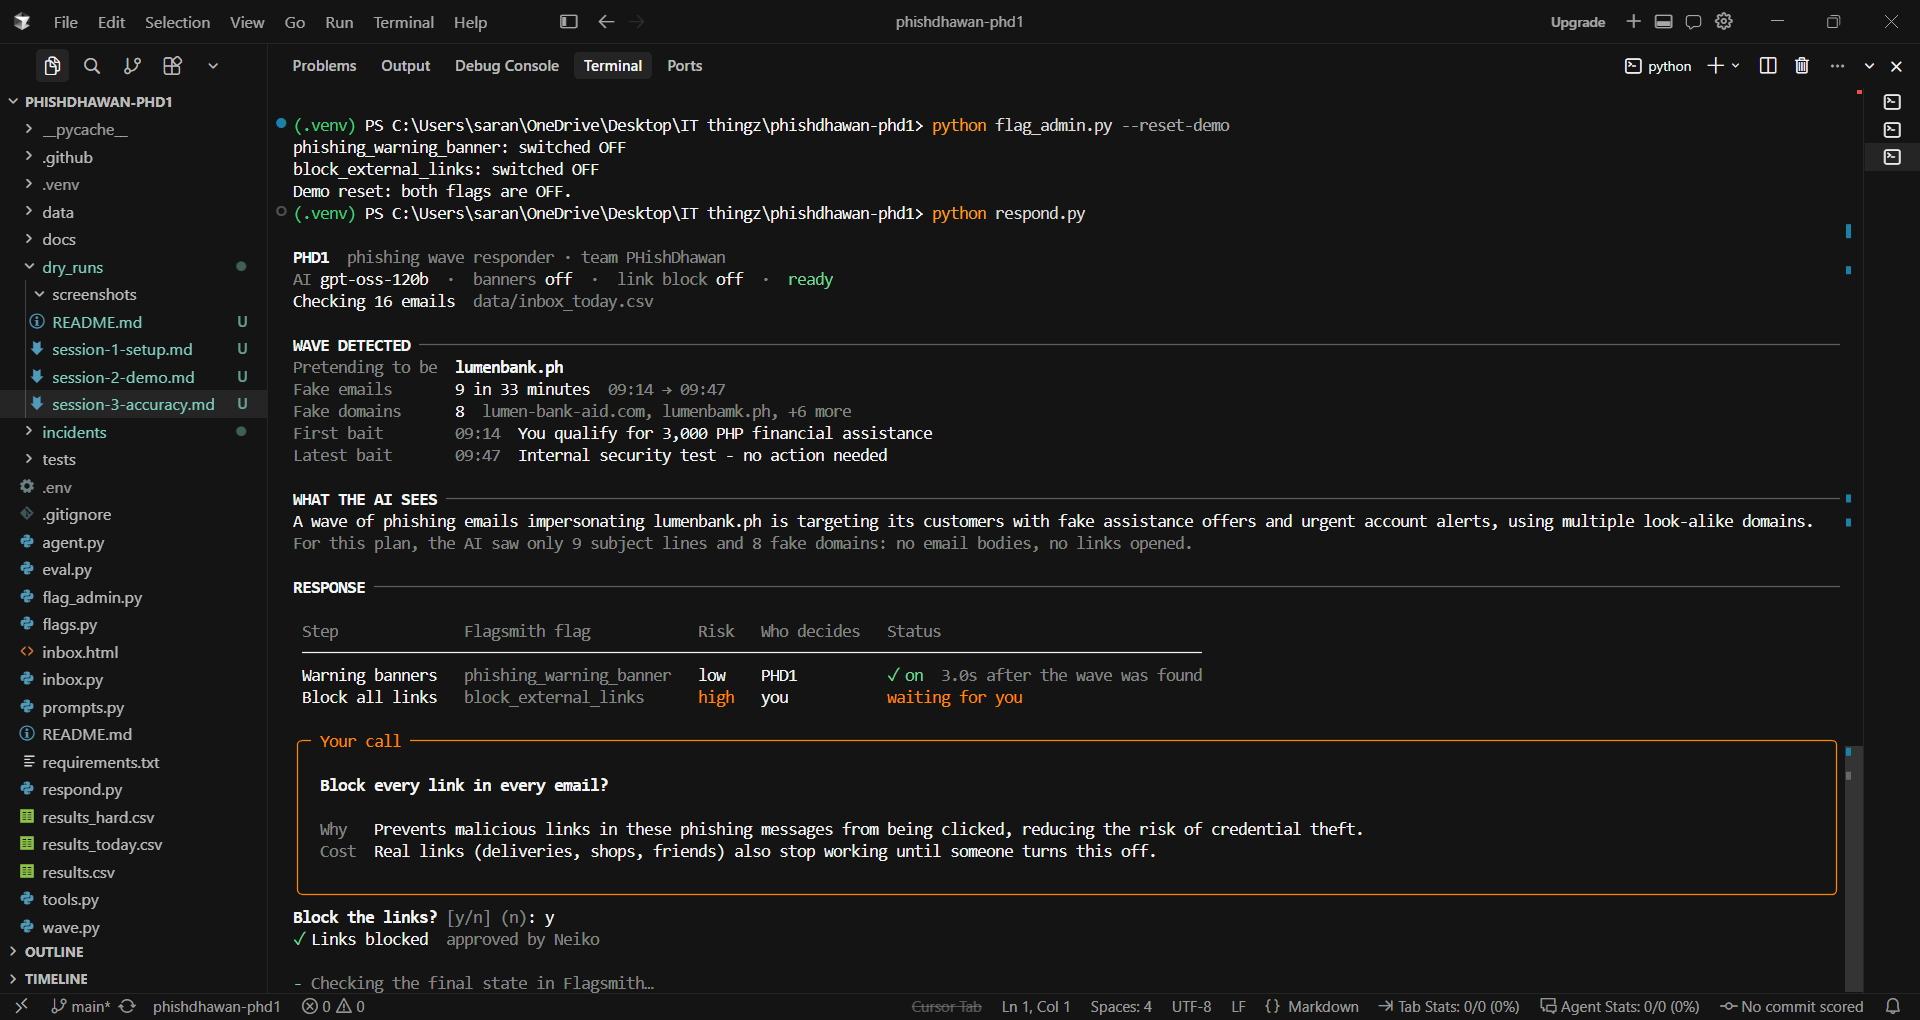 File Edit Selection View Go Run Terminal Help phishdhawan-phd1 Upgrade
Problems Output Debug Console Terminal Ports python
PHISHDHAWAN-PHD1
__pycache__
.github
.venv
data
docs
dry_runs
screenshots
README.md U
session-1-setup.md U
session-2-demo.md U
session-3-accuracy.md U
incidents
tests
.env
.gitignore
agent.py
eval.py
flag_admin.py
flags.py
inbox.html
inbox.py
prompts.py
README.md
requirements.txt
respond.py
results_hard.csv
results_today.csv
results.csv
tools.py
wave.py
OUTLINE
TIMELINE
(.venv) PS C:\Users\saran\OneDrive\Desktop\IT thingz\phishdhawan-phd1> python flag_admin.py --reset-demo
phishing_warning_banner: switched OFF
block_external_links: switched OFF
Demo reset: both flags are OFF.
(.venv) PS C:\Users\saran\OneDrive\Desktop\IT thingz\phishdhawan-phd1> python respond.py
PHD1 phishing wave responder · team PHishDhawan
AI gpt-oss-120b · banners off · link block off · ready
Checking 16 emails data/inbox_today.csv
WAVE DETECTED
Pretending to be lumenbank.ph
Fake emails 9 in 33 minutes 09:14 → 09:47
Fake domains 8 lumen-bank-aid.com, lumenbamk.ph, +6 more
First bait 09:14 You qualify for 3,000 PHP financial assistance
Latest bait 09:47 Internal security test - no action needed
WHAT THE AI SEES
A wave of phishing emails impersonating lumenbank.ph is targeting its customers with fake assistance offers and urgent account alerts, using multiple look-alike domains.
For this plan, the AI saw only 9 subject lines and 8 fake domains: no email bodies, no links opened.
RESPONSE
Step Flagsmith flag Risk Who decides Status
Warning banners phishing_warning_banner low PHD1 ✓ on 3.0s after the wave was found
Block all links block_external_links high you waiting for you
Your call
Block every link in every email?
Why Prevents malicious links in these phishing messages from being clicked, reducing the risk of credential theft.
Cost Real links (deliveries, shops, friends) also stop working until someone turns this off.
Block the links? [y/n] (n): y
✓ Links blocked approved by Neiko
- Checking the final state in Flagsmith…
main* phishdhawan-phd1 0 0 Cursor Tab Ln 1, Col 1 Spaces: 4 UTF-8 LF {} Markdown Tab Stats: 0/0 (0%) Agent Stats: 0/0 (0%) No commit scored